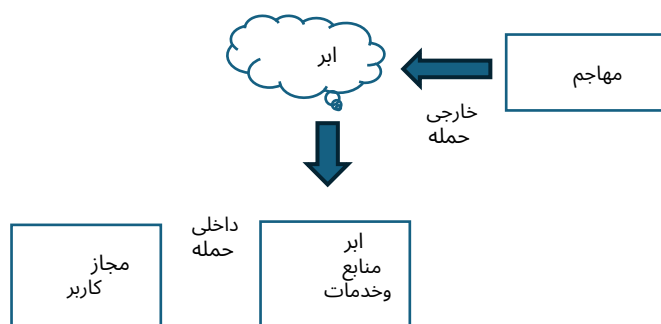 ابر
مهاجم
خارجی
حمله
داخلی
حمله
ابر
منابع
وخدمات
مجاز
کاربر